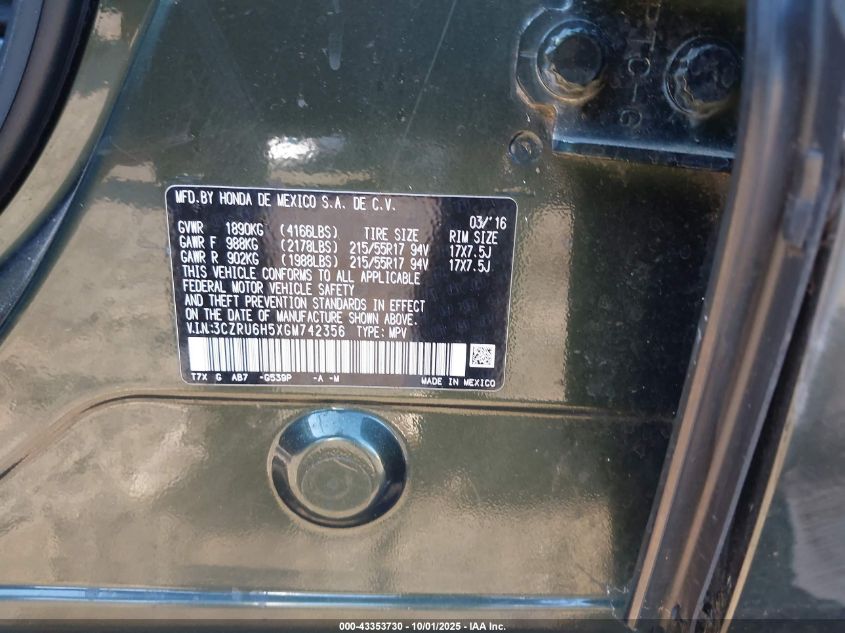 MFD.BY HONDA DE MEXICO S.A. DE C.V.
03/'16
GVWR 1890KG (4166LBS) TIRE SIZE RIM SIZE
GAWR F 988KG (2178LBS) 215/55R17 94V 17X7.5J
GAWR R 902KG (1988LBS) 215/55R17 94V 17X7.5J
THIS VEHICLE CONFORMS TO ALL APPLICABLE
FEDERAL MOTOR VEHICLE SAFETY
AND THEFT PREVENTION STANDARDS IN EFFECT
ON THE DATE OF MANUFACTURE SHOWN ABOVE.
V.I.N:3CZRU6H5XGM742356 TYPE: MPV
T7X G AB7 -G539P -A -M MADE IN MEXICO
000-43353730 - 10/01/2025 - IAA Inc.